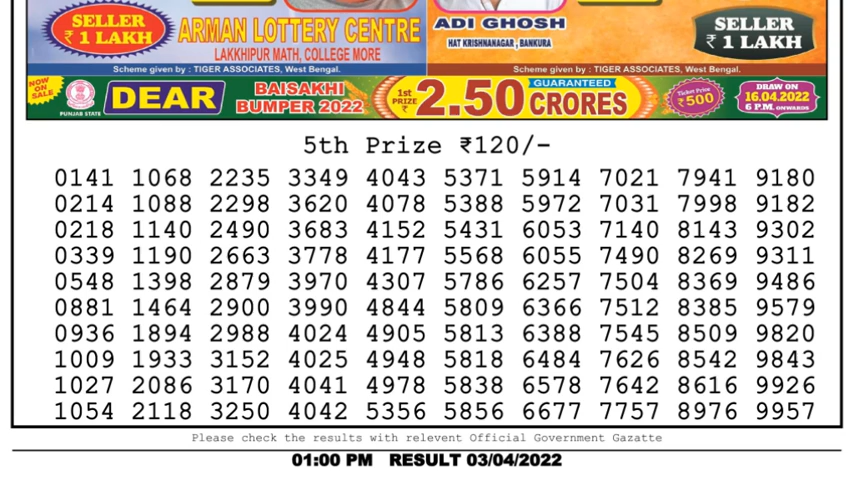 SELLER
₹ 1 LAKH
ARMAN LOTTERY CENTRE
LAKKHIPUR MATH, COLLEGE MORE
ADI GHOSH
HAT KRISHNANAGAR, BANKURA
SELLER
₹ 1 LAKH
Scheme given by : TIGER ASSOCIATES, West Bengal.
Scheme given by : TIGER ASSOCIATES, West Bengal.
NOW ON SALE
PUNJAB STATE
DEAR
BAISAKHI
BUMPER 2022
1st PRIZE ₹
2.50
GUARANTEED
CRORES
Ticket Price
₹500
DRAW ON
16.04.2022
6 P.M. ONWARDS
5th Prize ₹120/-
0141 1068 2235 3349 4043 5371 5914 7021 7941 9180
0214 1088 2298 3620 4078 5388 5972 7031 7998 9182
0218 1140 2490 3683 4152 5431 6053 7140 8143 9302
0339 1190 2663 3778 4177 5568 6055 7490 8269 9311
0548 1398 2879 3970 4307 5786 6257 7504 8369 9486
0881 1464 2900 3990 4844 5809 6366 7512 8385 9579
0936 1894 2988 4024 4905 5813 6388 7545 8509 9820
1009 1933 3152 4025 4948 5818 6484 7626 8542 9843
1027 2086 3170 4041 4978 5838 6578 7642 8616 9926
1054 2118 3250 4042 5356 5856 6677 7757 8976 9957
Please check the results with relevent Official Government Gazatte
01:00 PM RESULT 03/04/2022